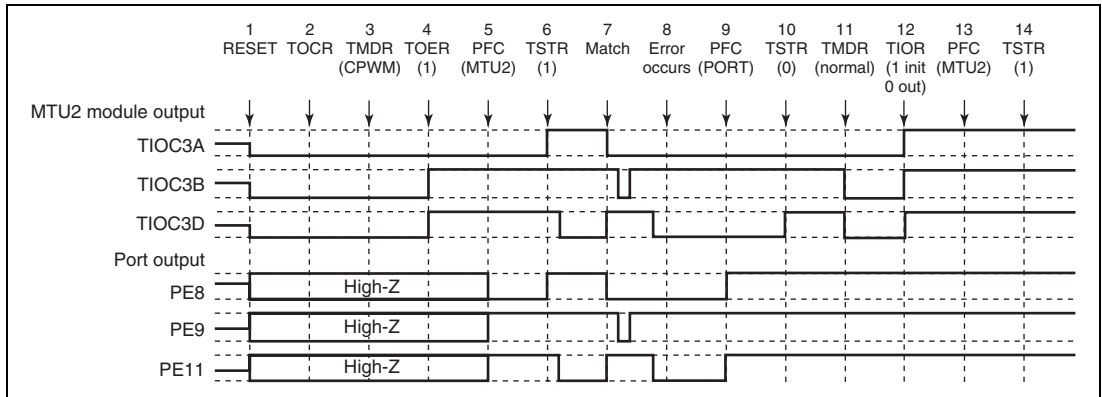 1 2 3 4 5 6 7 8 9 10 11 12 13 14
RESET TOCR TMDR TOER PFC TSTR Match Error PFC TSTR TMDR TIOR PFC TSTR
(CPWM) (1) (MTU2) (1) occurs (PORT) (0) (normal) (1 init (MTU2) (1)
0 out)
MTU2 module output
TIOC3A
TIOC3B
TIOC3D
Port output
PE8 High-Z
PE9 High-Z
PE11 High-Z